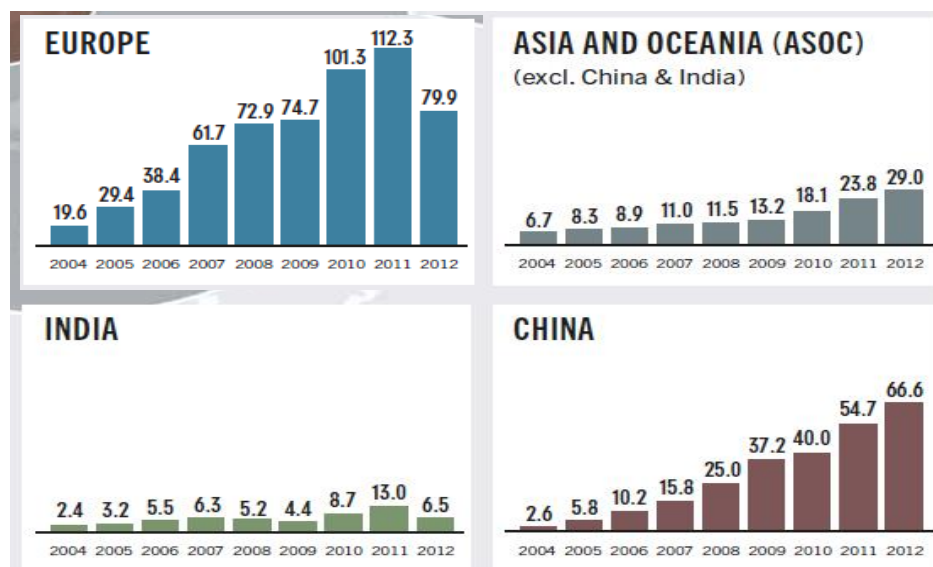 EUROPE
19.6 29.4 38.4 61.7 72.9 74.7 101.3 112.3 79.9
2004 2005 2006 2007 2008 2009 2010 2011 2012
ASIA AND OCEANIA (ASOC)
(excl. China & India)
6.7 8.3 8.9 11.0 11.5 13.2 18.1 23.8 29.0
2004 2005 2006 2007 2008 2009 2010 2011 2012
INDIA
2.4 3.2 5.5 6.3 5.2 4.4 8.7 13.0 6.5
2004 2005 2006 2007 2008 2009 2010 2011 2012
CHINA
2.6 5.8 10.2 15.8 25.0 37.2 40.0 54.7 66.6
2004 2005 2006 2007 2008 2009 2010 2011 2012